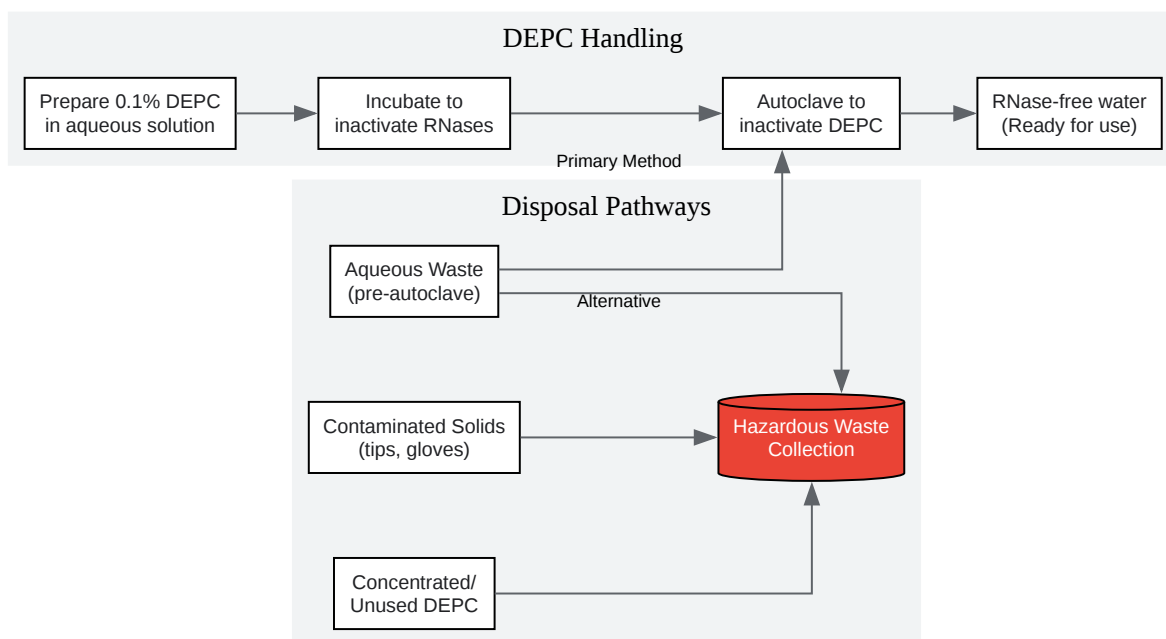 DEPC Handling
Prepare 0.1% DEPC
in aqueous solution
Incubate to
inactivate RNases
Autoclave to
inactivate DEPC
RNase-free water
(Ready for use)
Primary Method
Disposal Pathways
Aqueous Waste
(pre-autoclave)
Alternative
Contaminated Solids
(tips, gloves)
Hazardous Waste
Collection
Concentrated/
Unused DEPC